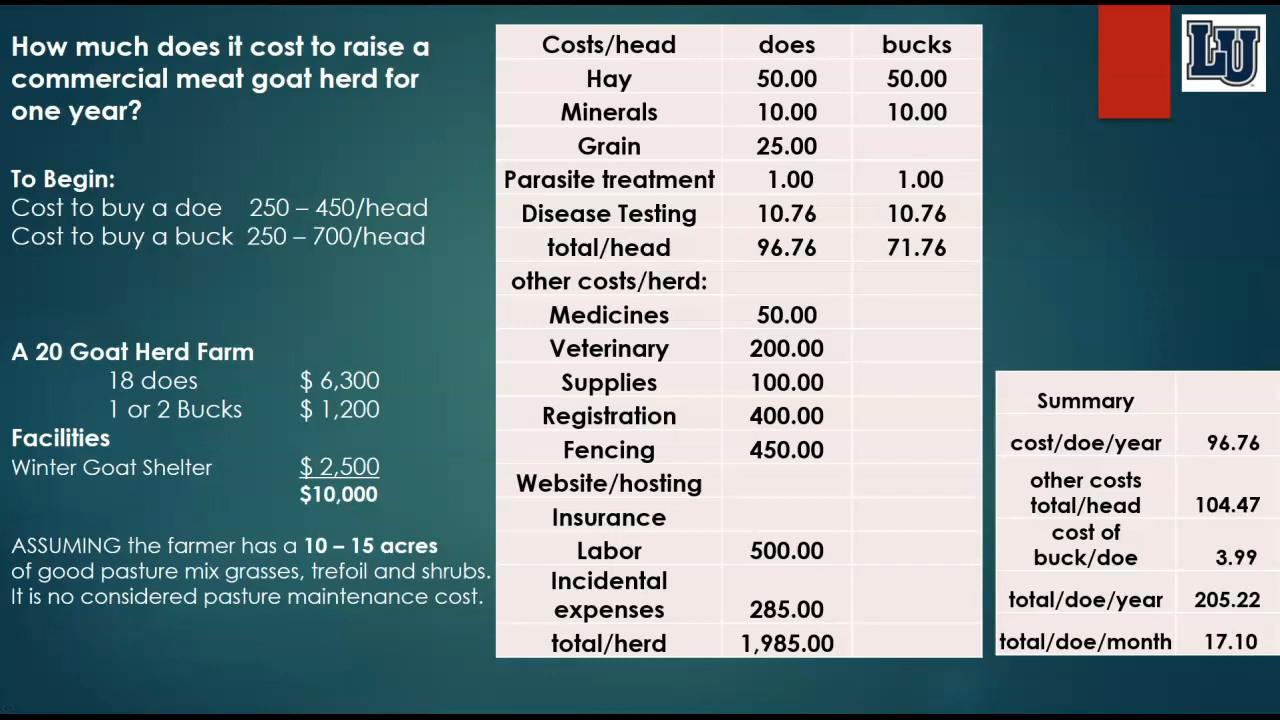 How much does it cost to raise a
commercial meat goat herd for
one year?
To Begin:
Cost to buy a doe 250 – 450/head
Cost to buy a buck 250 – 700/head
A 20 Goat Herd Farm
18 does $ 6,300
1 or 2 Bucks $ 1,200
Facilities
Winter Goat Shelter $ 2,500
$10,000
ASSUMING the farmer has a 10 – 15 acres
of good pasture mix grasses, trefoil and shrubs.
It is no considered pasture maintenance cost.
Costs/head does bucks
Hay 50.00 50.00
Minerals 10.00 10.00
Grain 25.00
Parasite treatment 1.00 1.00
Disease Testing 10.76 10.76
total/head 96.76 71.76
other costs/herd:
Medicines 50.00
Veterinary 200.00
Supplies 100.00
Registration 400.00
Fencing 450.00
Website/hosting
Insurance
Labor 500.00
Incidental
expenses 285.00
total/herd 1,985.00
LU
Summary
cost/doe/year 96.76
other costs
total/head 104.47
cost of
buck/doe 3.99
total/doe/year 205.22
total/doe/month 17.10